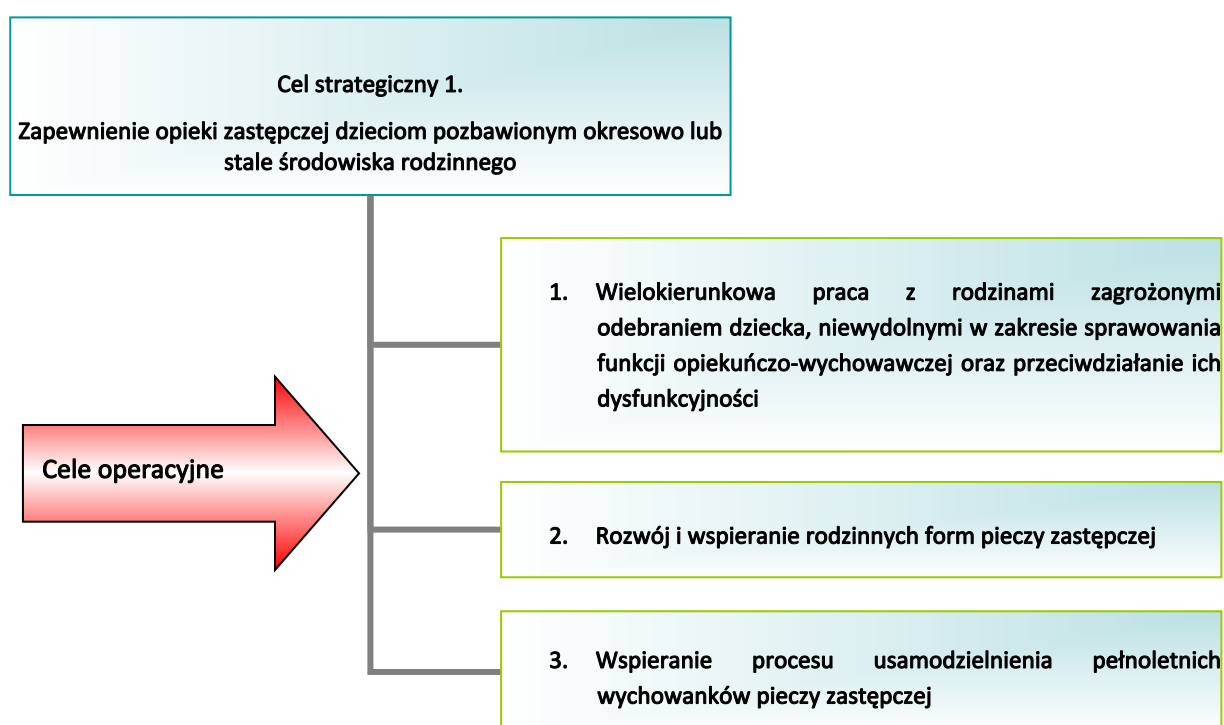 Cel strategiczny 1.
Zapewnienie opieki zastępczej dzieciom pozbawionym okresowo lub
stale środowiska rodzinnego
1. Wielokierunkowa praca z rodzinami zagrożonymi
odebraniem dziecka, niewydolnymi w zakresie sprawowania
funkcji opiekuńczo-wychowawczej oraz przeciwdziałanie ich
dysfunkcyjności
Cele operacyjne
2. Rozwój i wspieranie rodzinnych form pieczy zastępczej
3. Wspieranie procesu usamodzielnienia pełnoletnich
wychowanków pieczy zastępczej